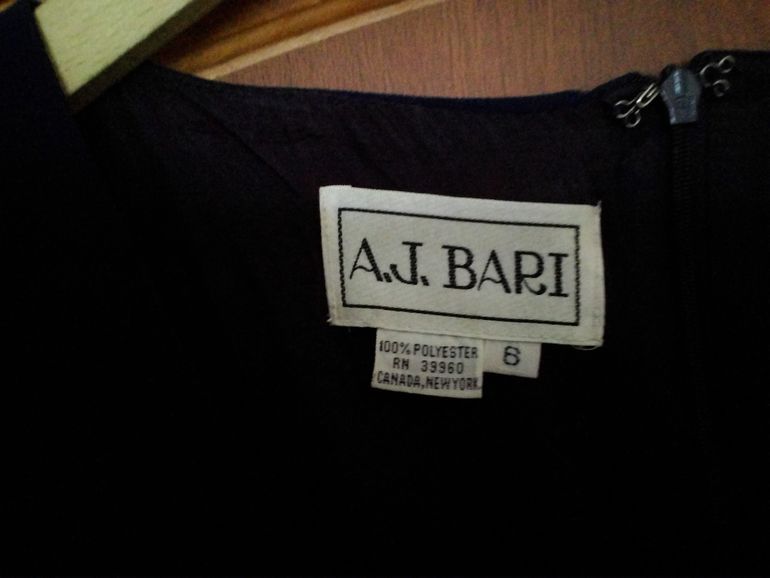 A.J. BARI
100% POLYESTER
RN 39960
CANADA, NEW YORK
6